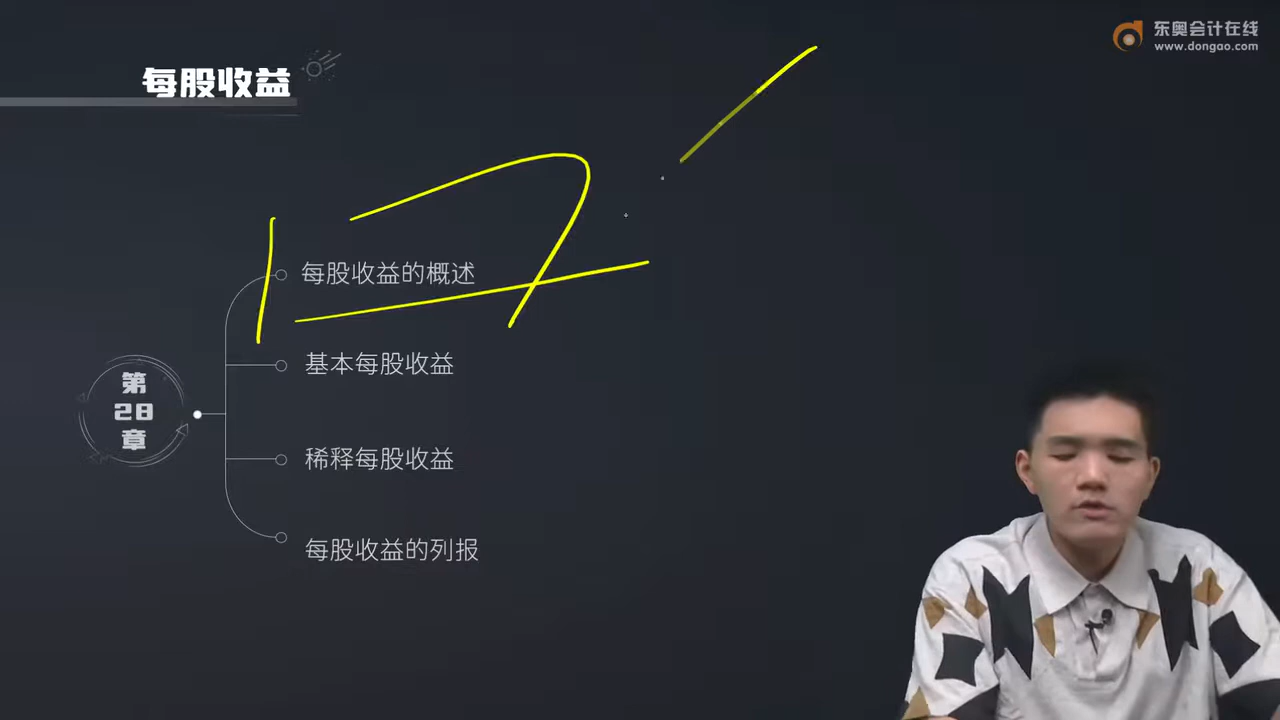 东奥会计在线
www.dongao.com
每股收益
每股收益的概述
基本每股收益
第
28
章
稀释每股收益
每股收益的列报